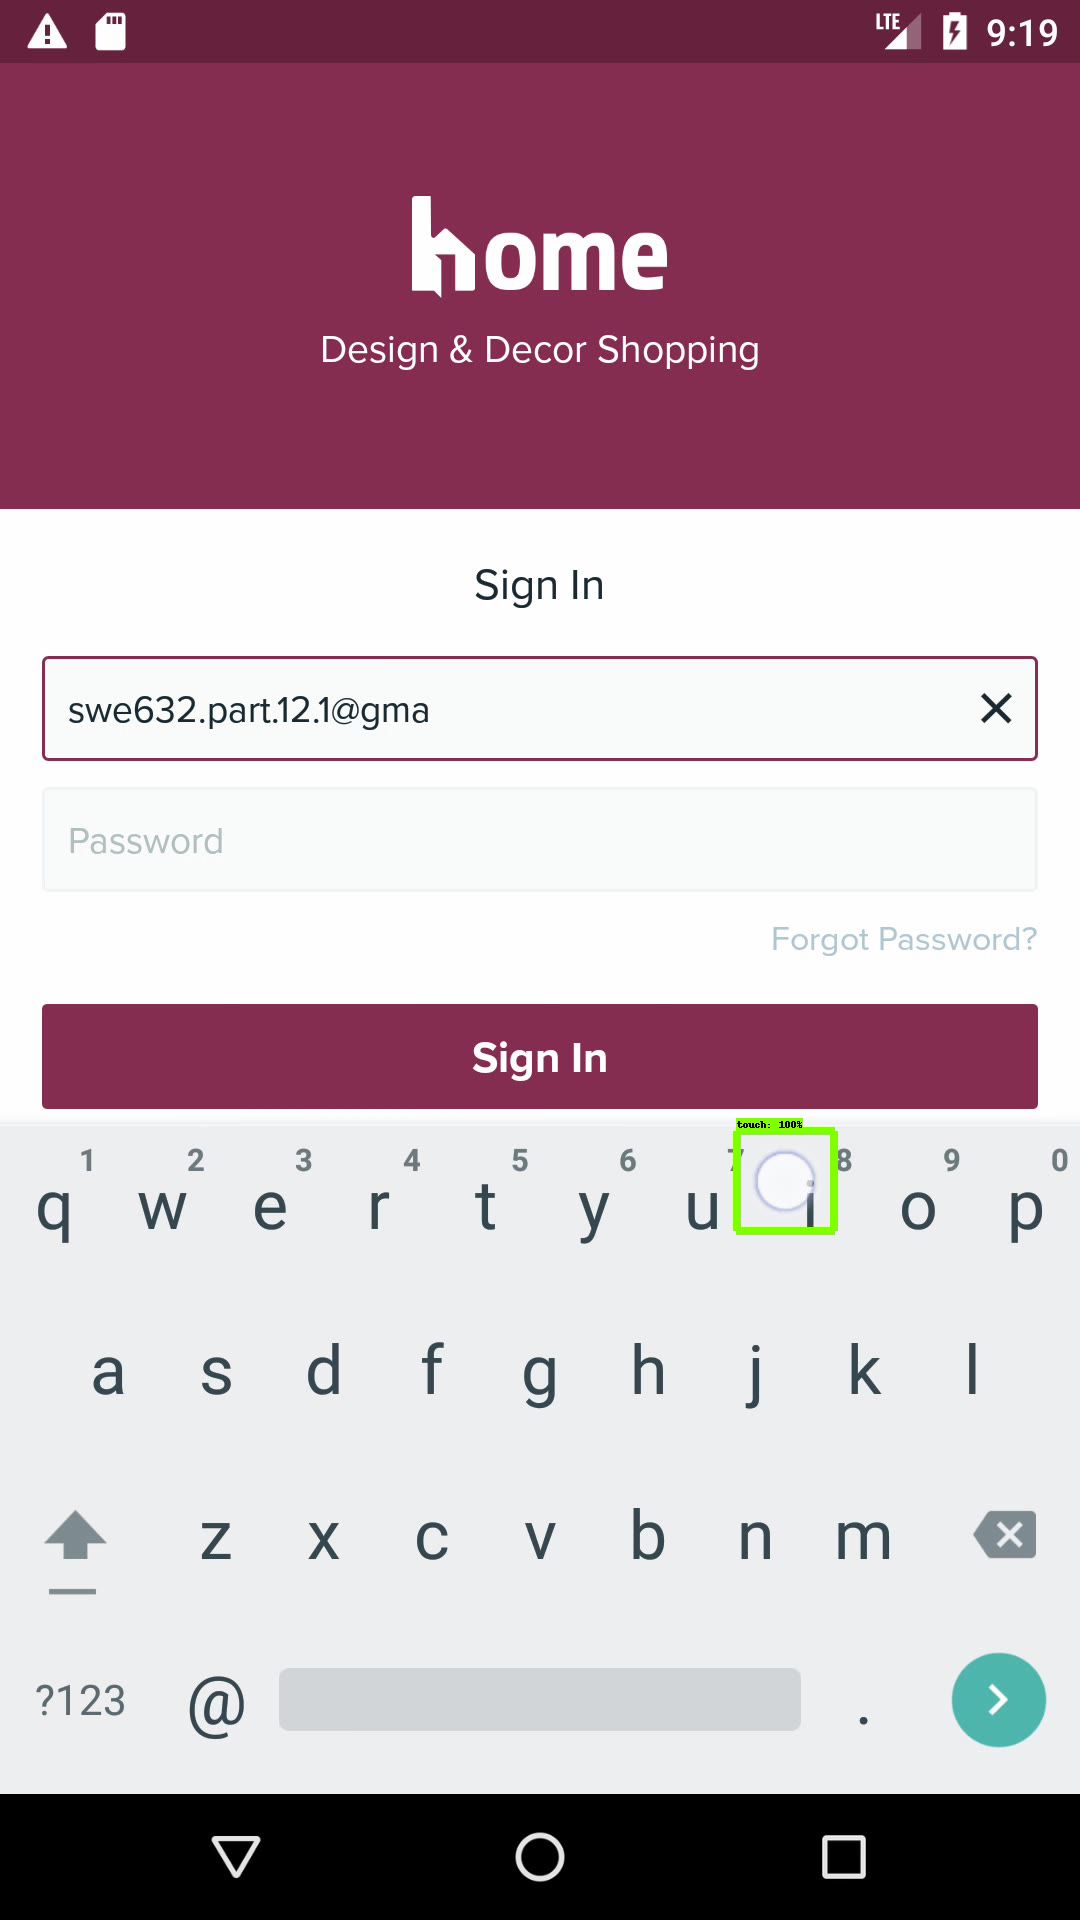 LTE 9:19
home
Design & Decor Shopping
Sign In
swe632.part.12.1@gma
Password
Forgot Password?
Sign In
touch: 100%
1 2 3 4 5 6 7 8 9 0
q w e r t y u i o p
a s d f g h j k l
z x c v b n m
?123 @ .